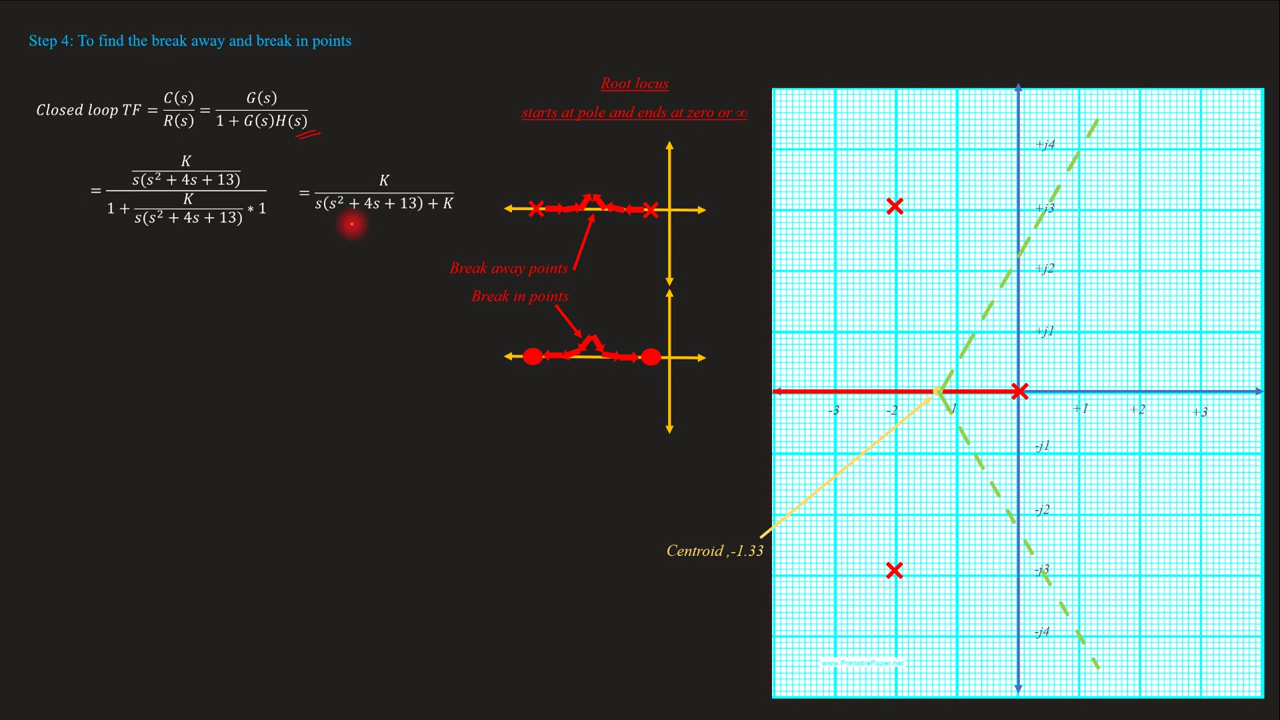 Step 4: To find the break away and break in points
Closed loop TF = C(s)/R(s) = G(s)/(1 + G(s)H(s))
= (K/(s(s² + 4s + 13)))/(1 + K/(s(s² + 4s + 13)) * 1) = K/(s(s² + 4s + 13) + K)
Root locus
starts at pole and ends at zero or ∞
Break away points
Break in points
Centroid ,-1.33
+j4
+j3
+j2
+j1
-3 -2 -1 +1 +2 +3
-j1
-j2
-j3
-j4
www.PrintablePaper.net